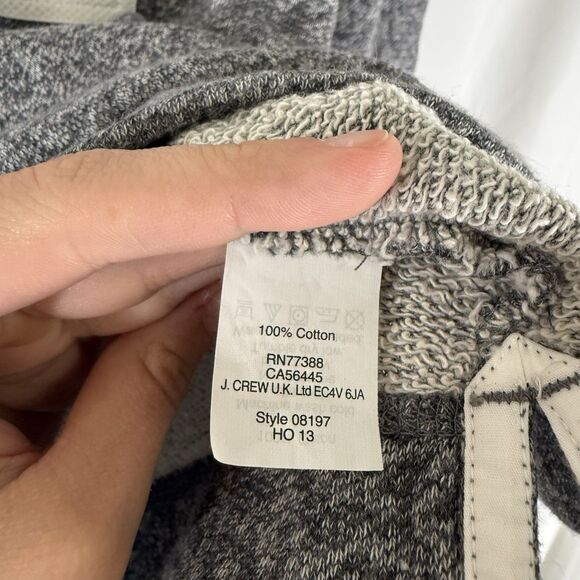 100% Cotton
RN77388
CA56445
J. CREW U.K. Ltd EC4V 6JA
Style 08197
HO 13